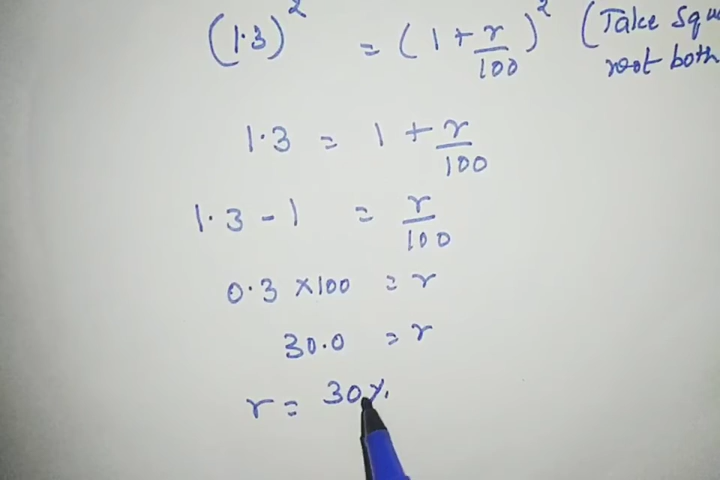 (1.3)² = (1 + r/100)² (Take
root both
1.3 = 1 + r/100
1.3 - 1 = r/100
0.3 × 100 = r
30.0 = r
r = 30%